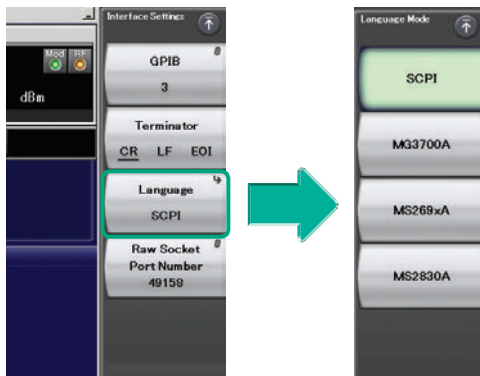 Interface Settings
Mod RF
dBm
GPIB
3
Terminator
CR LF EOI
Language
SCPI
Raw Socket
Port Number
49158
Language Mode
SCPI
MG3700A
MS269xA
MS2830A